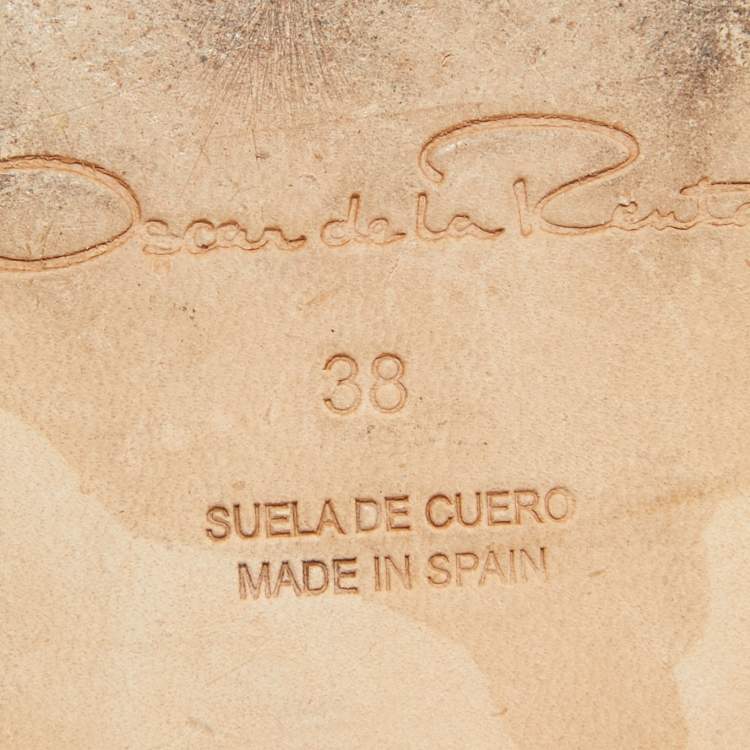 Oscar de la Renta
38
SUELA DE CUERO
MADE IN SPAIN